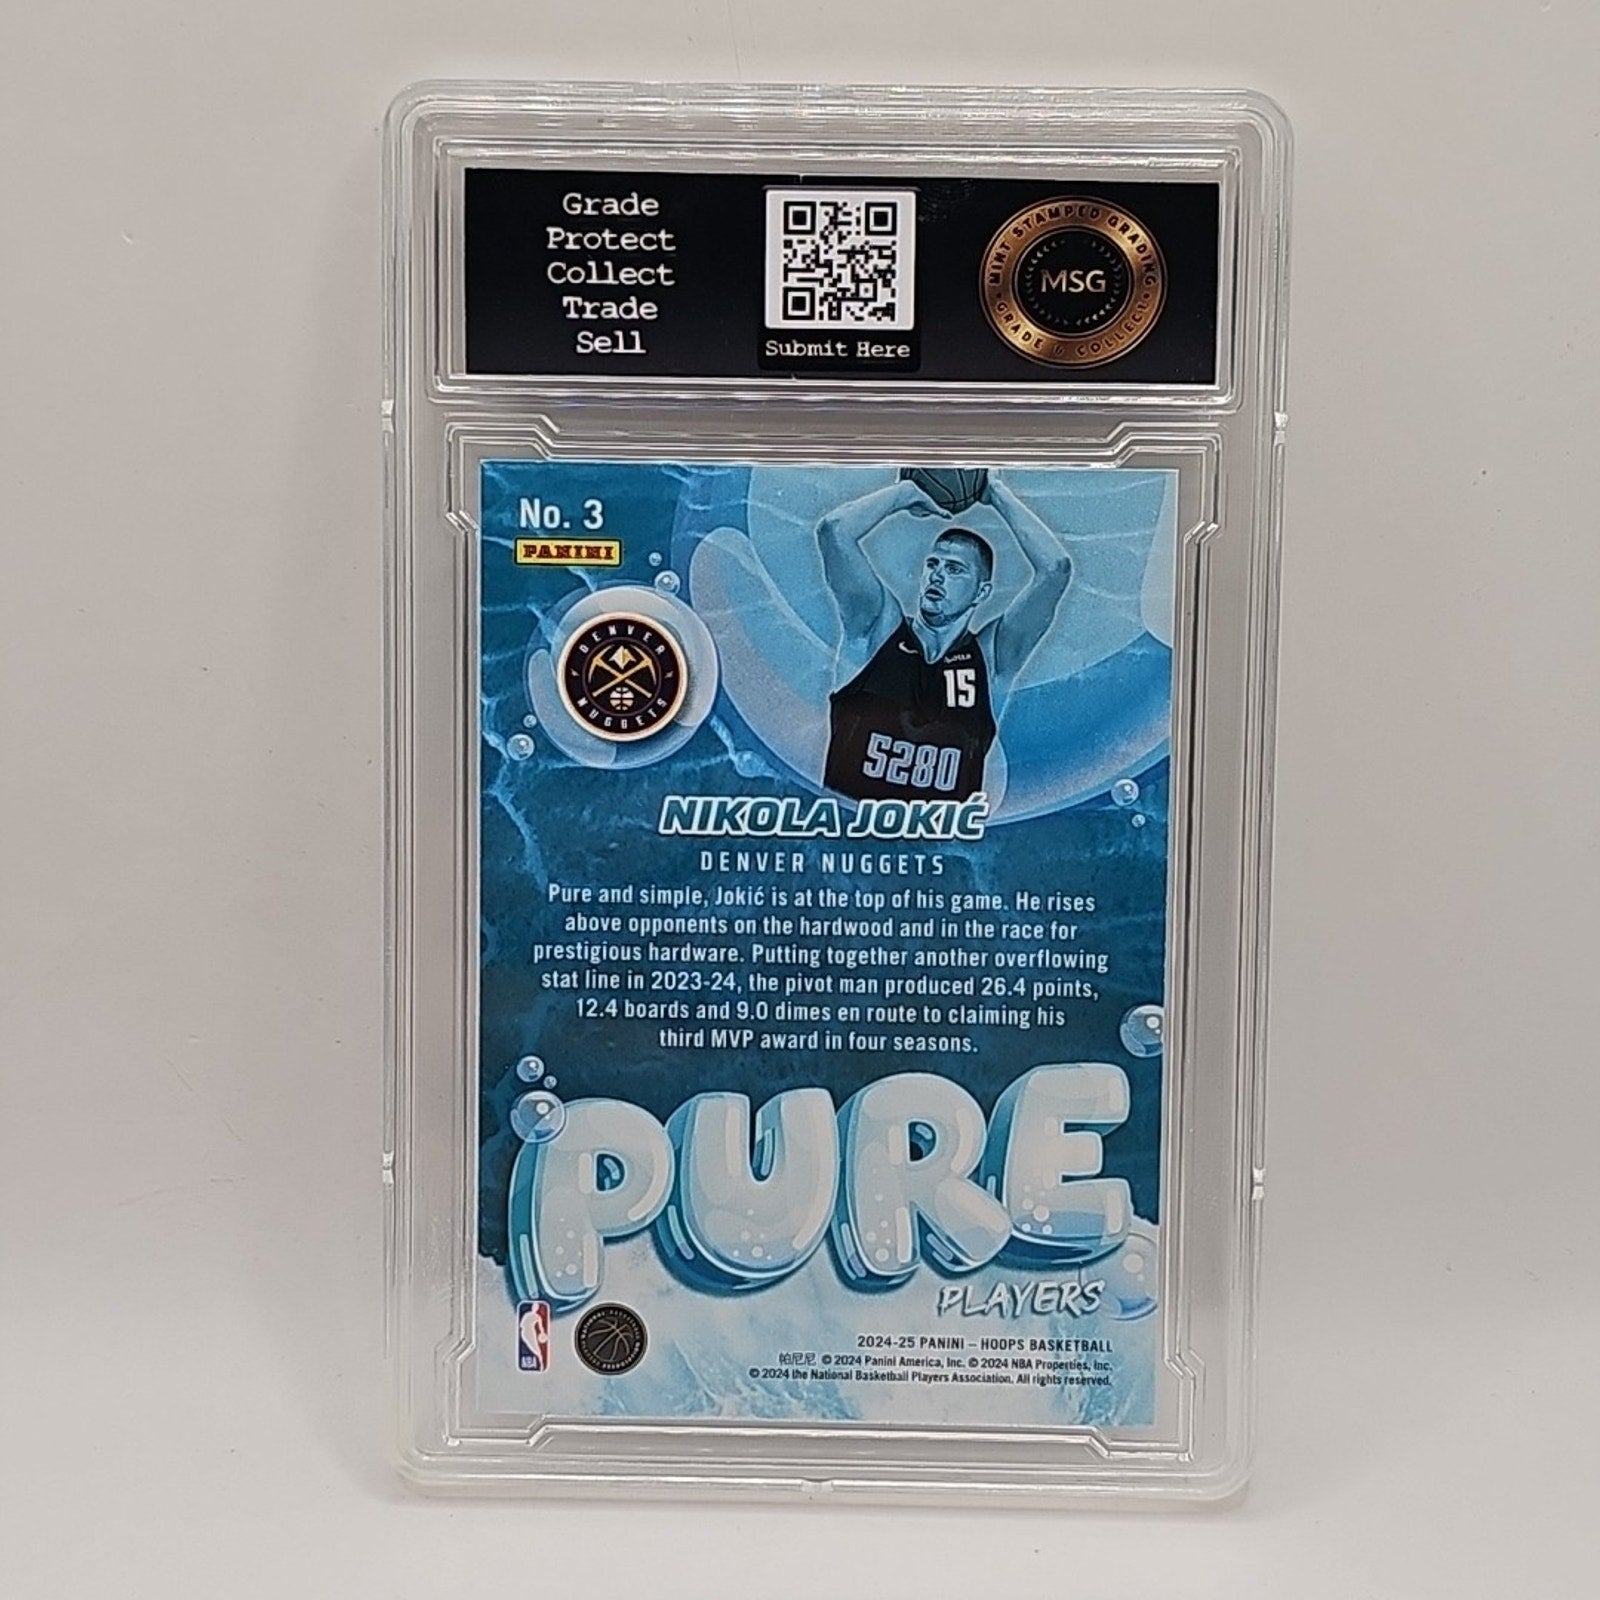 Grade
Protect
Collect
Trade
Sell
Submit Here
MINT STAMPED GRADING
MSG
GRADE & COLLECT
No. 3
PANINI
DENVER
NUGGETS
15
5280
NIKOLA JOKIĆ
DENVER NUGGETS
Pure and simple, Jokić is at the top of his game. He rises
above opponents on the hardwood and in the race for
prestigious hardware. Putting together another overflowing
stat line in 2023-24, the pivot man produced 26.4 points,
12.4 boards and 9.0 dimes en route to claiming his
third MVP award in four seasons.
PURE
PLAYERS
NBA
2024-25 PANINI – HOOPS BASKETBALL
帕尼尼 © 2024 Panini America, Inc. © 2024 NBA Properties, Inc.
© 2024 the National Basketball Players Association. All rights reserved.